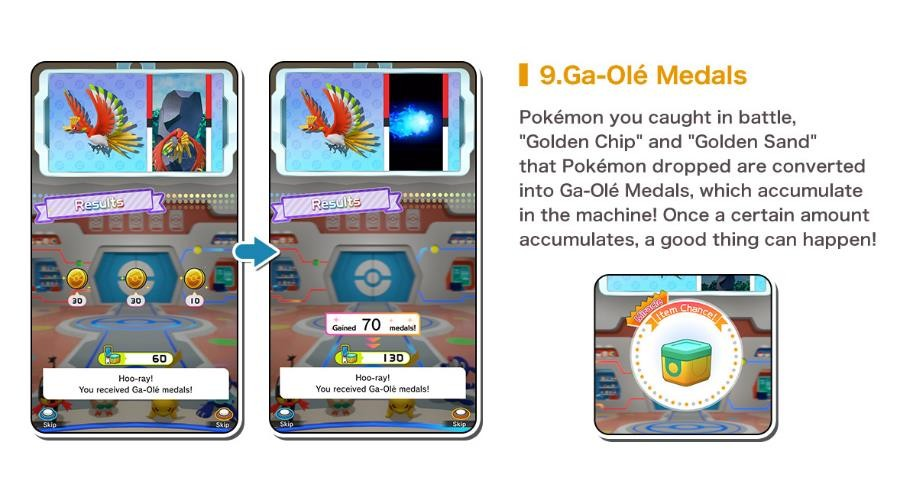 Results
30
30
10
60
Hoo-ray!
You received Ga-Olé medals!
Skip
Skip
Results
Gained 70 medals!
130
Hoo-ray!
You received Ga-Olé medals!
Skip
Skip
9.Ga-Olé Medals
Pokémon you caught in battle,
"Golden Chip" and "Golden Sand"
that Pokémon dropped are converted
into Ga-Olé Medals, which accumulate
in the machine! Once a certain amount
accumulates, a good thing can happen!
Item Chance!